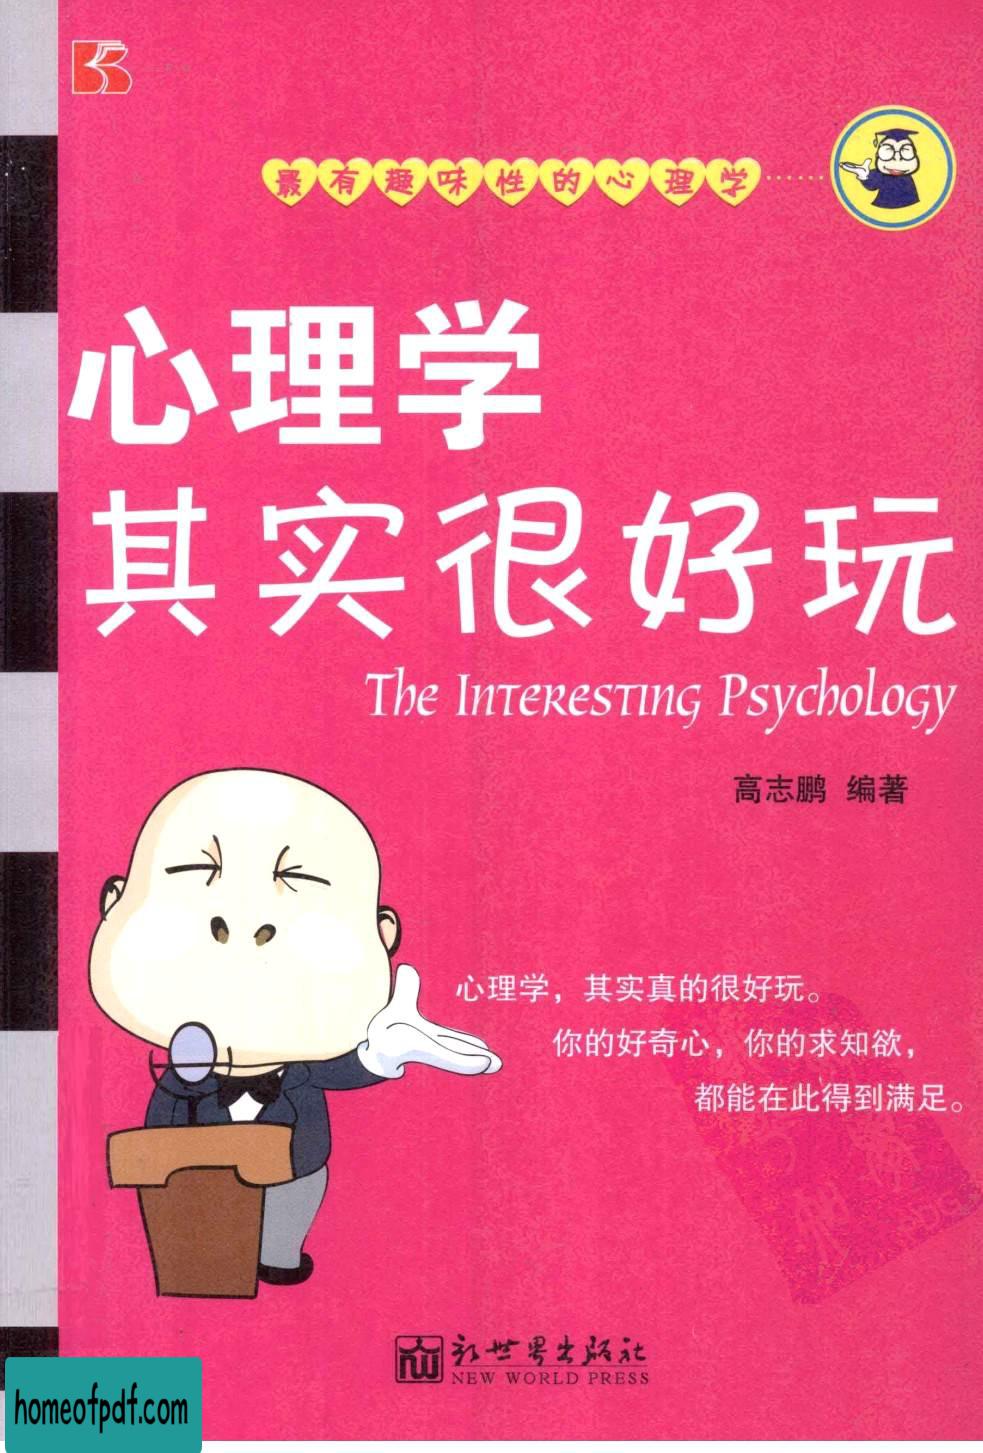 最有趣味性的心理学……
心理学
其实很好玩
The Interesting Psychology
高志鹏 编著
心理学，其实真的很好玩。
你的好奇心，你的求知欲，
都能在此得到满足。
PDG
新世界出版社
NEW WORLD PRESS
homeofpdf.com